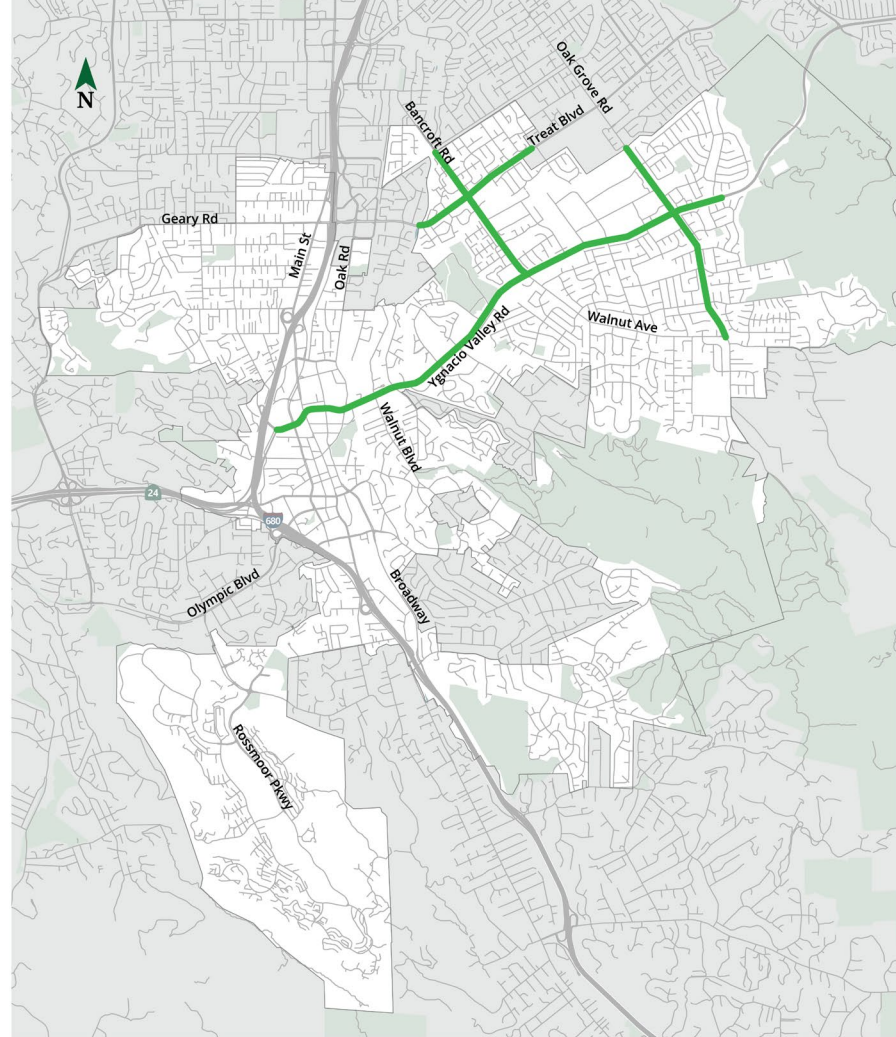 Oak Grove Rd
N
Bancroft Rd
Treat Blvd
Geary Rd
Main St
Oak Rd
Ygnacio Valley Rd
Walnut Ave
Walnut Blvd
24
680
Olympic Blvd
Broadway
Rossmoor Pkwy